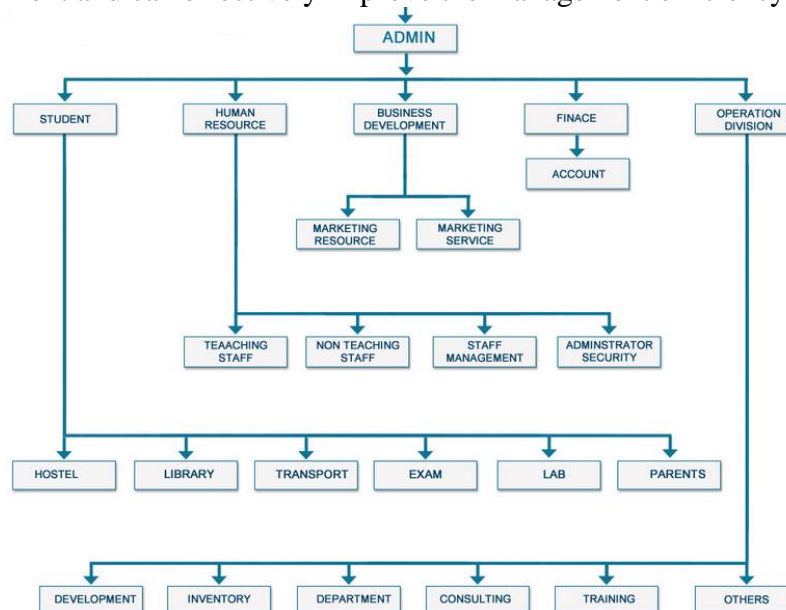 ADMIN
STUDENT
HUMAN
RESOURCE
BUSINESS
DEVELOPMENT
FINACE
OPERATION
DIVISION
ACCOUNT
MARKETING
RESOURCE
MARKETING
SERVICE
TEAACHING
STAFF
NON TEACHING
STAFF
STAFF
MANAGEMENT
ADMINSTRATOR
SECURITY
HOSTEL
LIBRARY
TRANSPORT
EXAM
LAB
PARENTS
DEVELOPMENT
INVENTORY
DEPARTMENT
CONSULTING
TRAINING
OTHERS